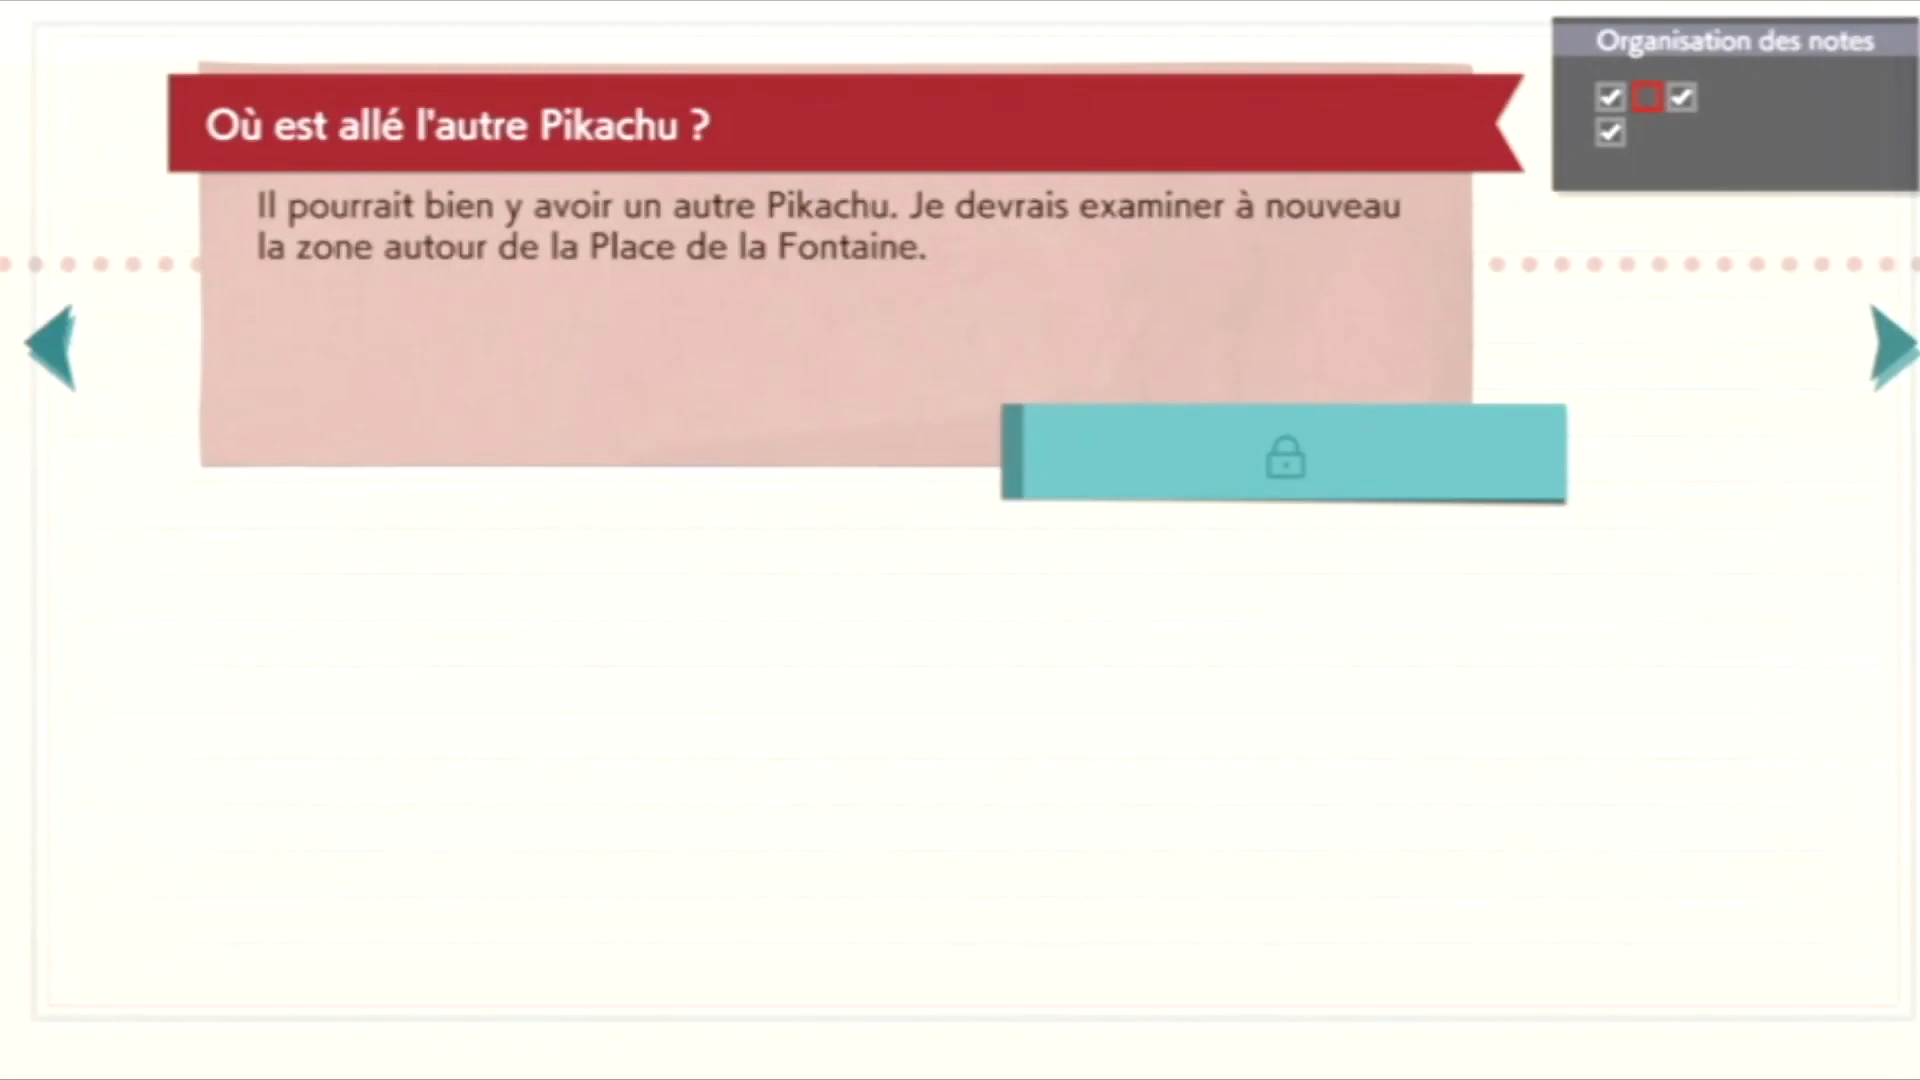 Organisation des notes
Où est allé l'autre Pikachu ?
Il pourrait bien y avoir un autre Pikachu. Je devrais examiner à nouveau
la zone autour de la Place de la Fontaine.